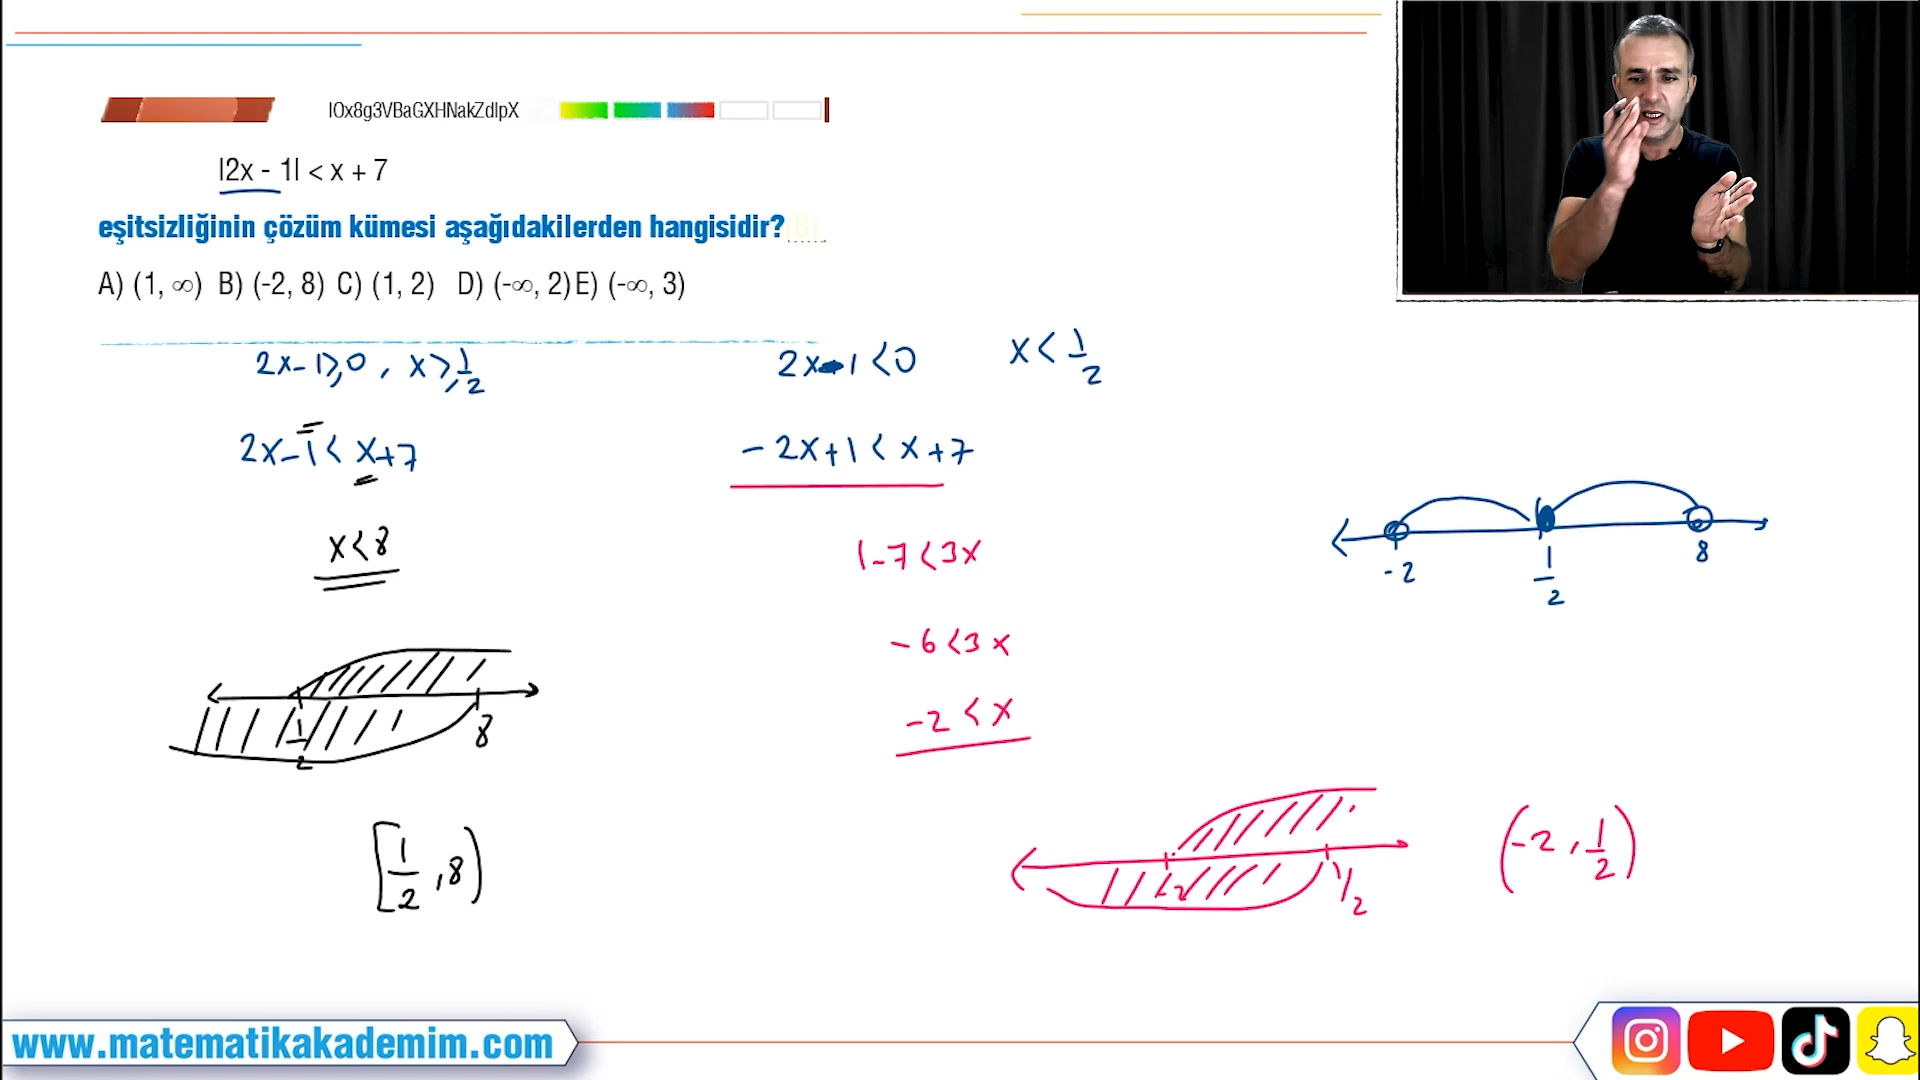 IOx8g3VBaGXHNakZdIpX
|2x - 1| < x + 7
eşitsizliğinin çözüm kümesi aşağıdakilerden hangisidir? (B)
A) (1, ∞) B) (-2, 8) C) (1, 2) D) (-∞, 2) E) (-∞, 3)
2x-1≥0, x≥1/2
2x-1<0 x<1/2
2x-1<x+7
-2x+1<x+7
x<8
1-7<3x
-2 1/2 8
-6<3x
-2<x
1/2 8
-2 1/2
(-2, 1/2)
[1/2, 8)
www.matematikakademim.com